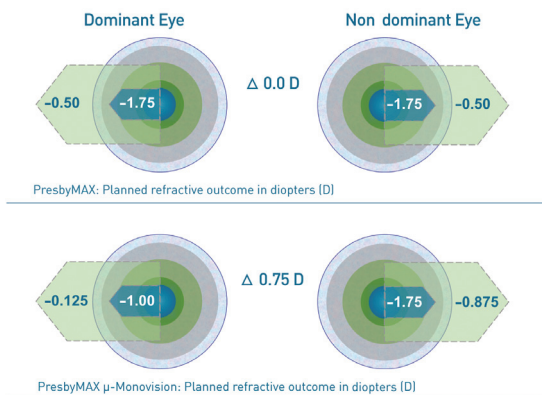 Dominant Eye
Non dominant Eye
−0.50
−1.75
Δ 0.0 D
−1.75
−0.50
PresbyMAX: Planned refractive outcome in diopters (D)
−0.125
−1.00
Δ 0.75 D
−1.75
−0.875
PresbyMAX μ-Monovision: Planned refractive outcome in diopters (D)